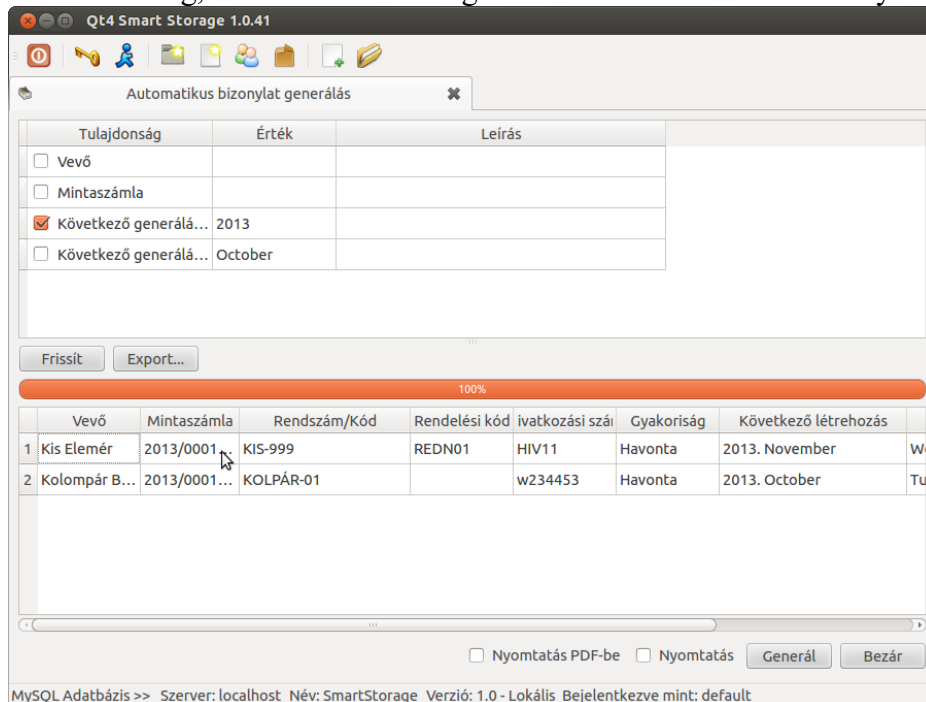 Qt4 Smart Storage 1.0.41
Automatikus bizonylat generálás
Tulajdonság Érték Leírás
Vevő
Mintaszámla
Következő generálá... 2013
Következő generálá... October
Frissít Export...
100%
Vevő Mintaszámla Rendszám/Kód Rendelési kód ivatkozási szár Gyakoriság Következő létrehozás
1 Kis Elemér 2013/0001... KIS-999 REDN01 HIV11 Havonta 2013. November We
2 Kolompár B... 2013/0001... KOLPÁR-01 w234453 Havonta 2013. October Tu
Nyomtatás PDF-be Nyomtatás Generál Bezár
MySQL Adatbázis >> Szerver: localhost Név: SmartStorage Verzió: 1.0 - Lokális Bejelentkezve mint: default